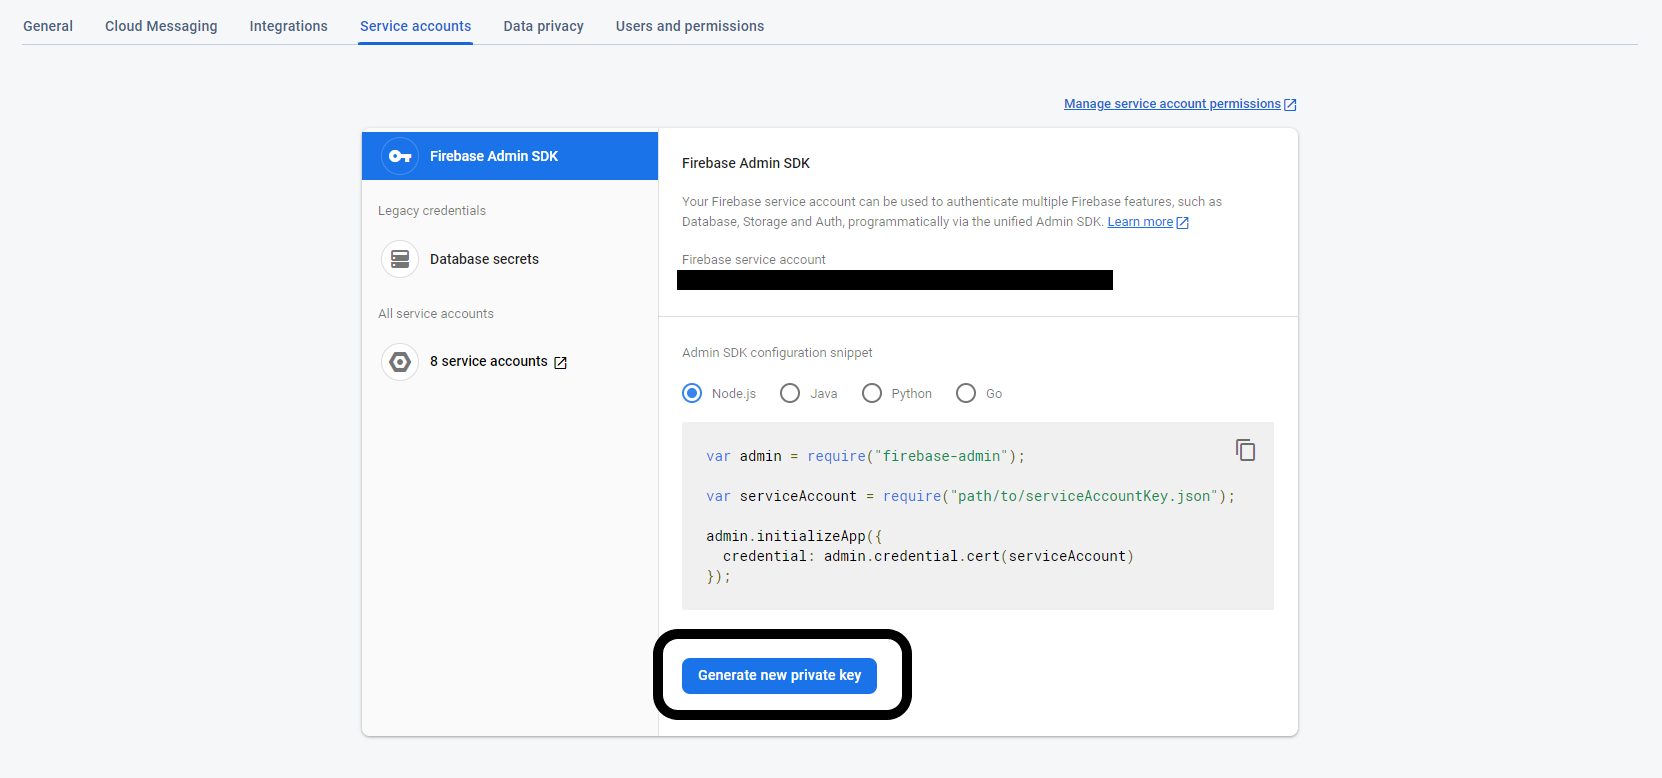 General Cloud Messaging Integrations Service accounts Data privacy Users and permissions
Manage service account permissions
Firebase Admin SDK
Legacy credentials
Database secrets
All service accounts
8 service accounts
Firebase Admin SDK
Your Firebase service account can be used to authenticate multiple Firebase features, such as
Database, Storage and Auth, programmatically via the unified Admin SDK. Learn more
Firebase service account
Admin SDK configuration snippet
Node.js Java Python Go
var admin = require("firebase-admin");
var serviceAccount = require("path/to/serviceAccountKey.json");
admin.initializeApp({
  credential: admin.credential.cert(serviceAccount)
});
Generate new private key